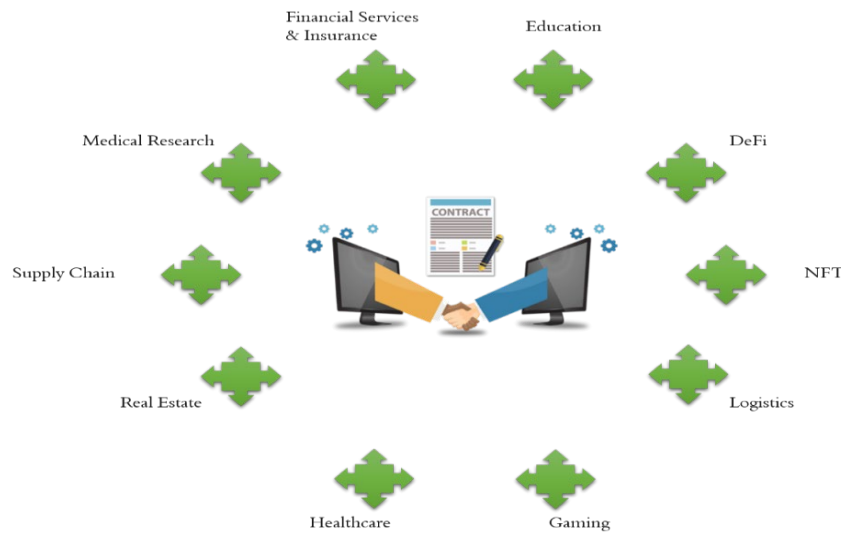 Financial Services
& Insurance
Education
Medical Research
DeFi
CONTRACT
Supply Chain
NFT
Real Estate
Logistics
Healthcare
Gaming